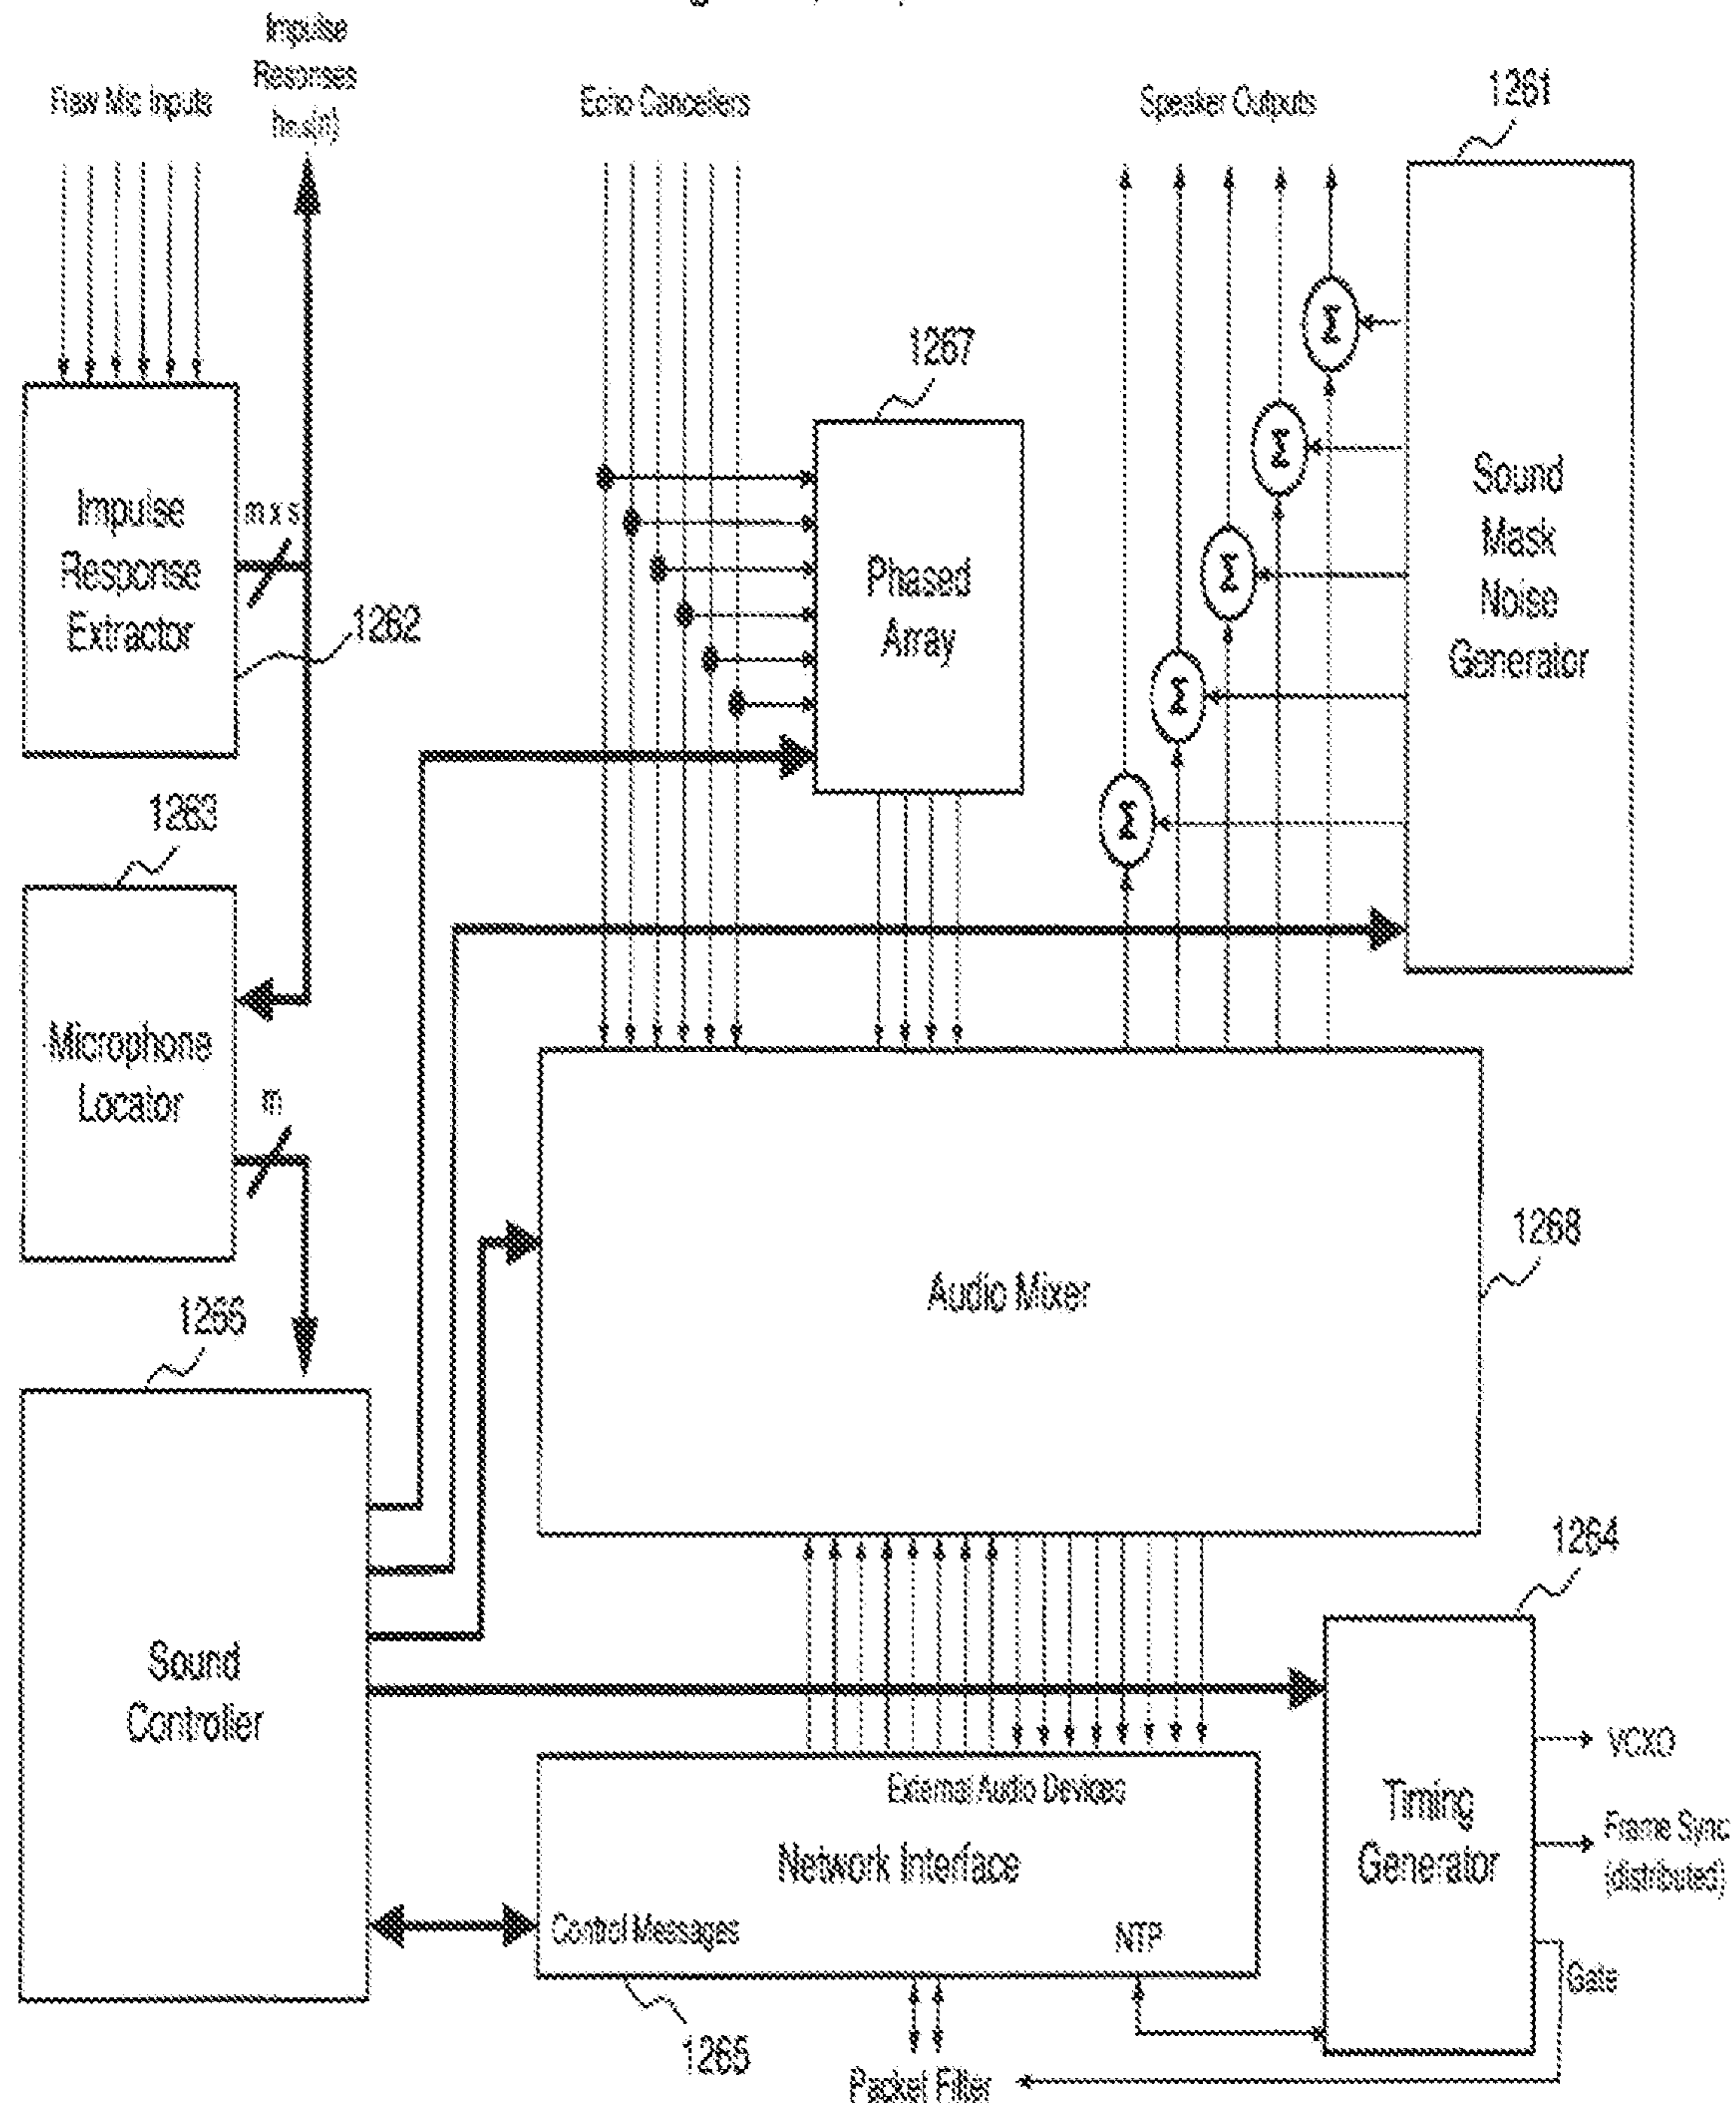 Impulse
Resonses
Raw Mic Inputs
Echo Cancellers
Speaker Outputs
1261
1267
Impulse
Response
Extractor
m x s
1262
Phased
Array
Sound
Mask
Noise
Generator
Σ
Σ
Σ
Σ
Σ
1263
Microphone
Locator
m
1266
Audio Mixer
1268
Sound
Controller
1264
External Audio Devices
Network Interface
Control Messages
NTP
Timing
Generator
VCXO
Frame Sync
(distributed)
Gate
1265
Packet Filter